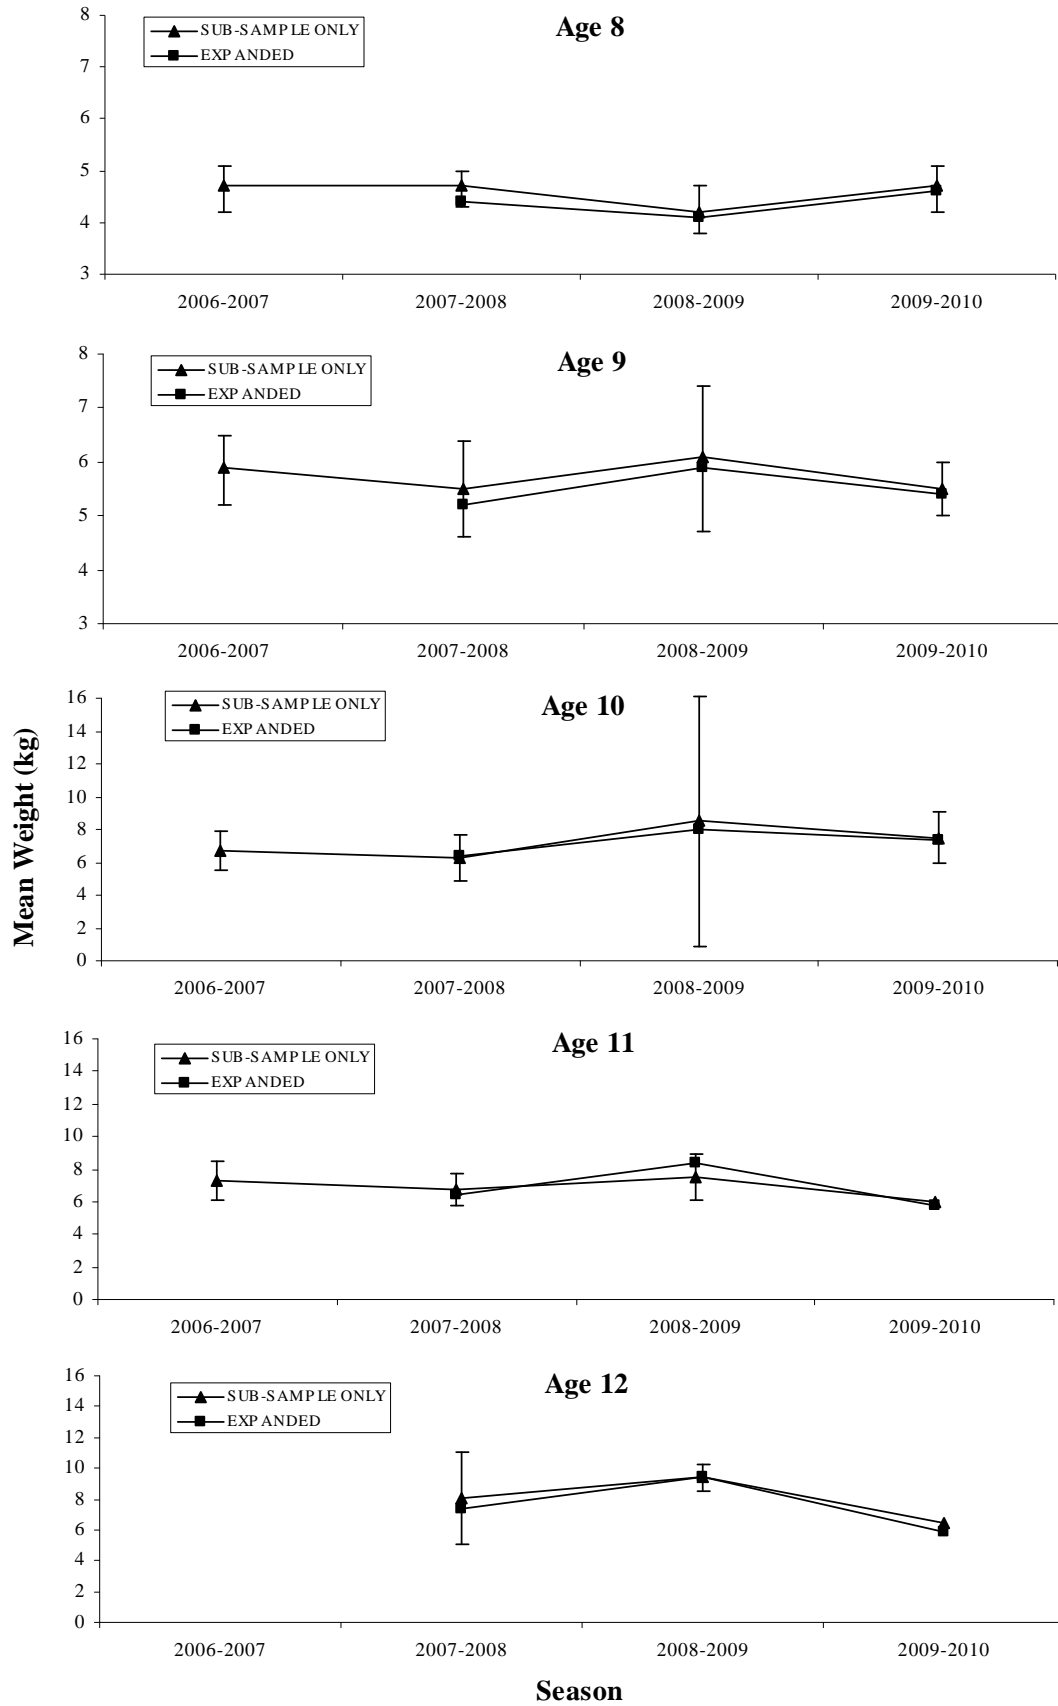 Age 8
SUB-SAMPLE ONLY
EXPANDED
8
7
6
5
4
3
2006-2007 2007-2008 2008-2009 2009-2010
Age 9
SUB-SAMPLE ONLY
EXPANDED
8
7
6
5
4
3
2006-2007 2007-2008 2008-2009 2009-2010
Mean Weight (kg)
Age 10
SUB-SAMPLE ONLY
EXPANDED
16
14
12
10
8
6
4
2
0
2006-2007 2007-2008 2008-2009 2009-2010
Age 11
SUB-SAMPLE ONLY
EXPANDED
16
14
12
10
8
6
4
2
0
2006-2007 2007-2008 2008-2009 2009-2010
Age 12
SUB-SAMPLE ONLY
EXPANDED
16
14
12
10
8
6
4
2
0
2006-2007 2007-2008 2008-2009 2009-2010
Season